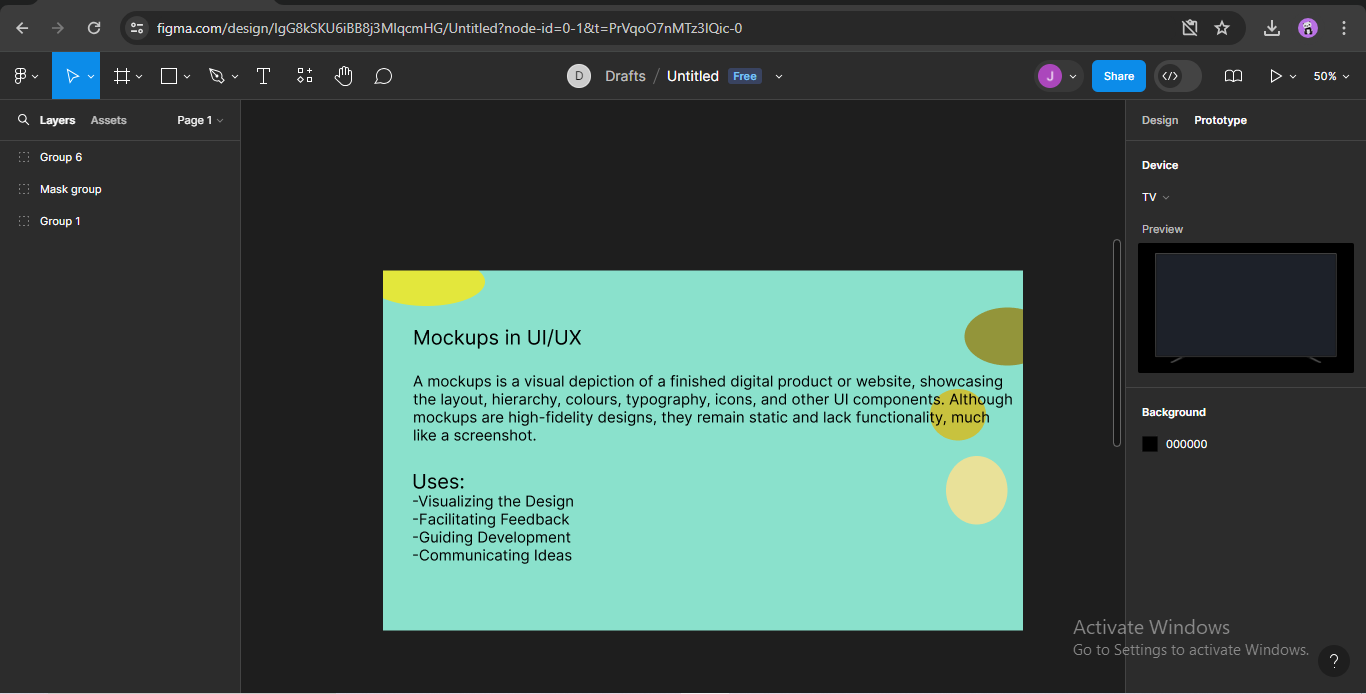 figma.com/design/IgG8kSKU6iBB8j3MlqcmHG/Untitled?node-id=0-1&t=PrVqoO7nMTz3lQic-0
D Drafts / Untitled Free
J Share 50%
Layers Assets Page 1
Group 6
Mask group
Group 1
Mockups in UI/UX
A mockups is a visual depiction of a finished digital product or website, showcasing
the layout, hierarchy, colours, typography, icons, and other UI components. Although
mockups are high-fidelity designs, they remain static and lack functionality, much
like a screenshot.
Uses:
-Visualizing the Design
-Facilitating Feedback
-Guiding Development
-Communicating Ideas
Design Prototype
Device
TV
Preview
Background
000000
Activate Windows
Go to Settings to activate Windows.
?